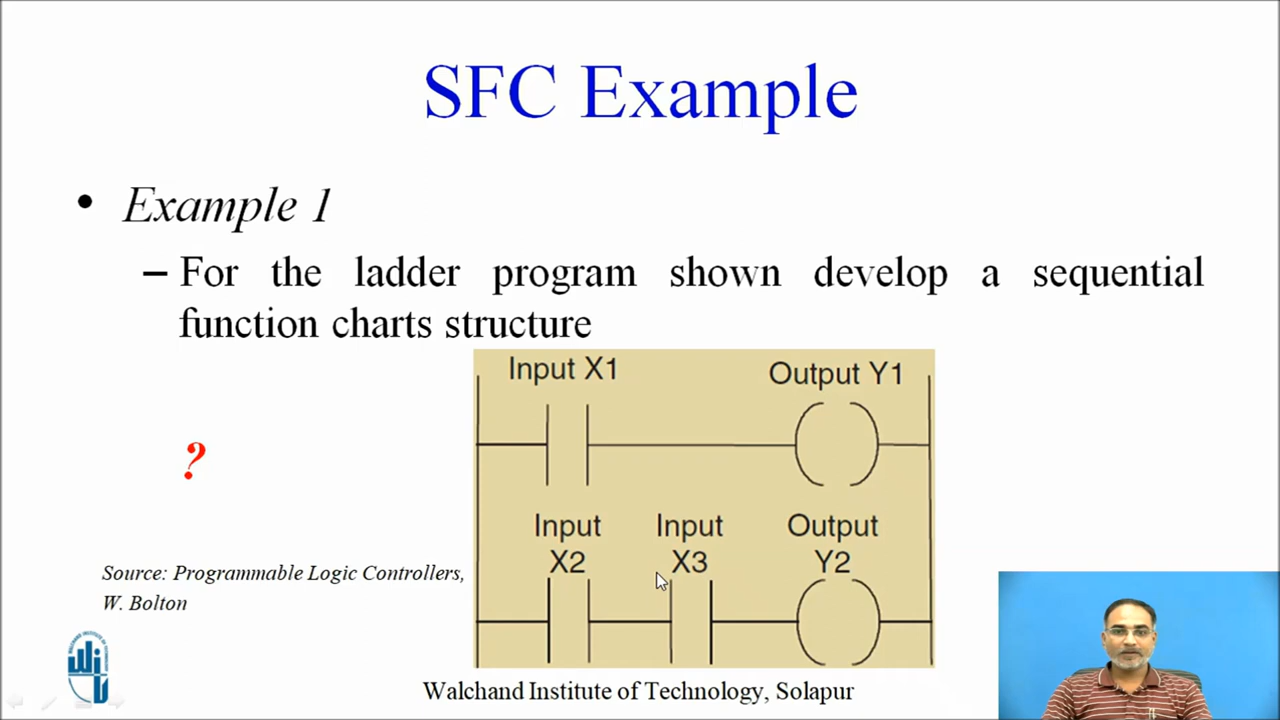 SFC Example
• Example 1
– For the ladder program shown develop a sequential
function charts structure
Input X1
Output Y1
?
Input
X2
Input
X3
Output
Y2
Source: Programmable Logic Controllers,
W. Bolton
Walchand Institute of Technology, Solapur